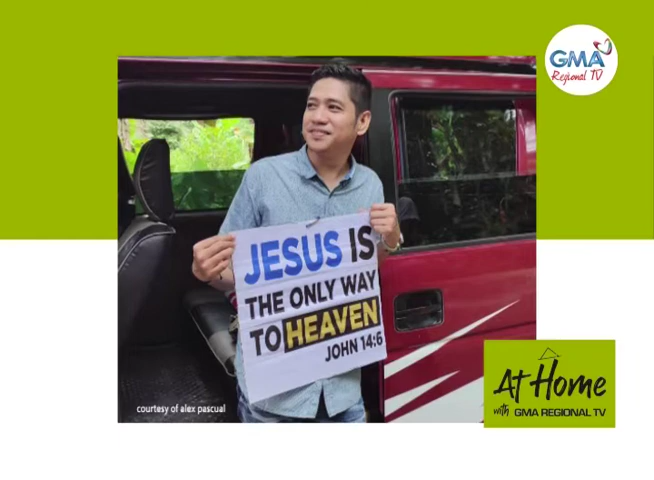 GMA
Regional TV
JESUS IS
THE ONLY WAY
TO HEAVEN
JOHN 14:6
courtesy of alex pascual
At Home
with GMA REGIONAL TV